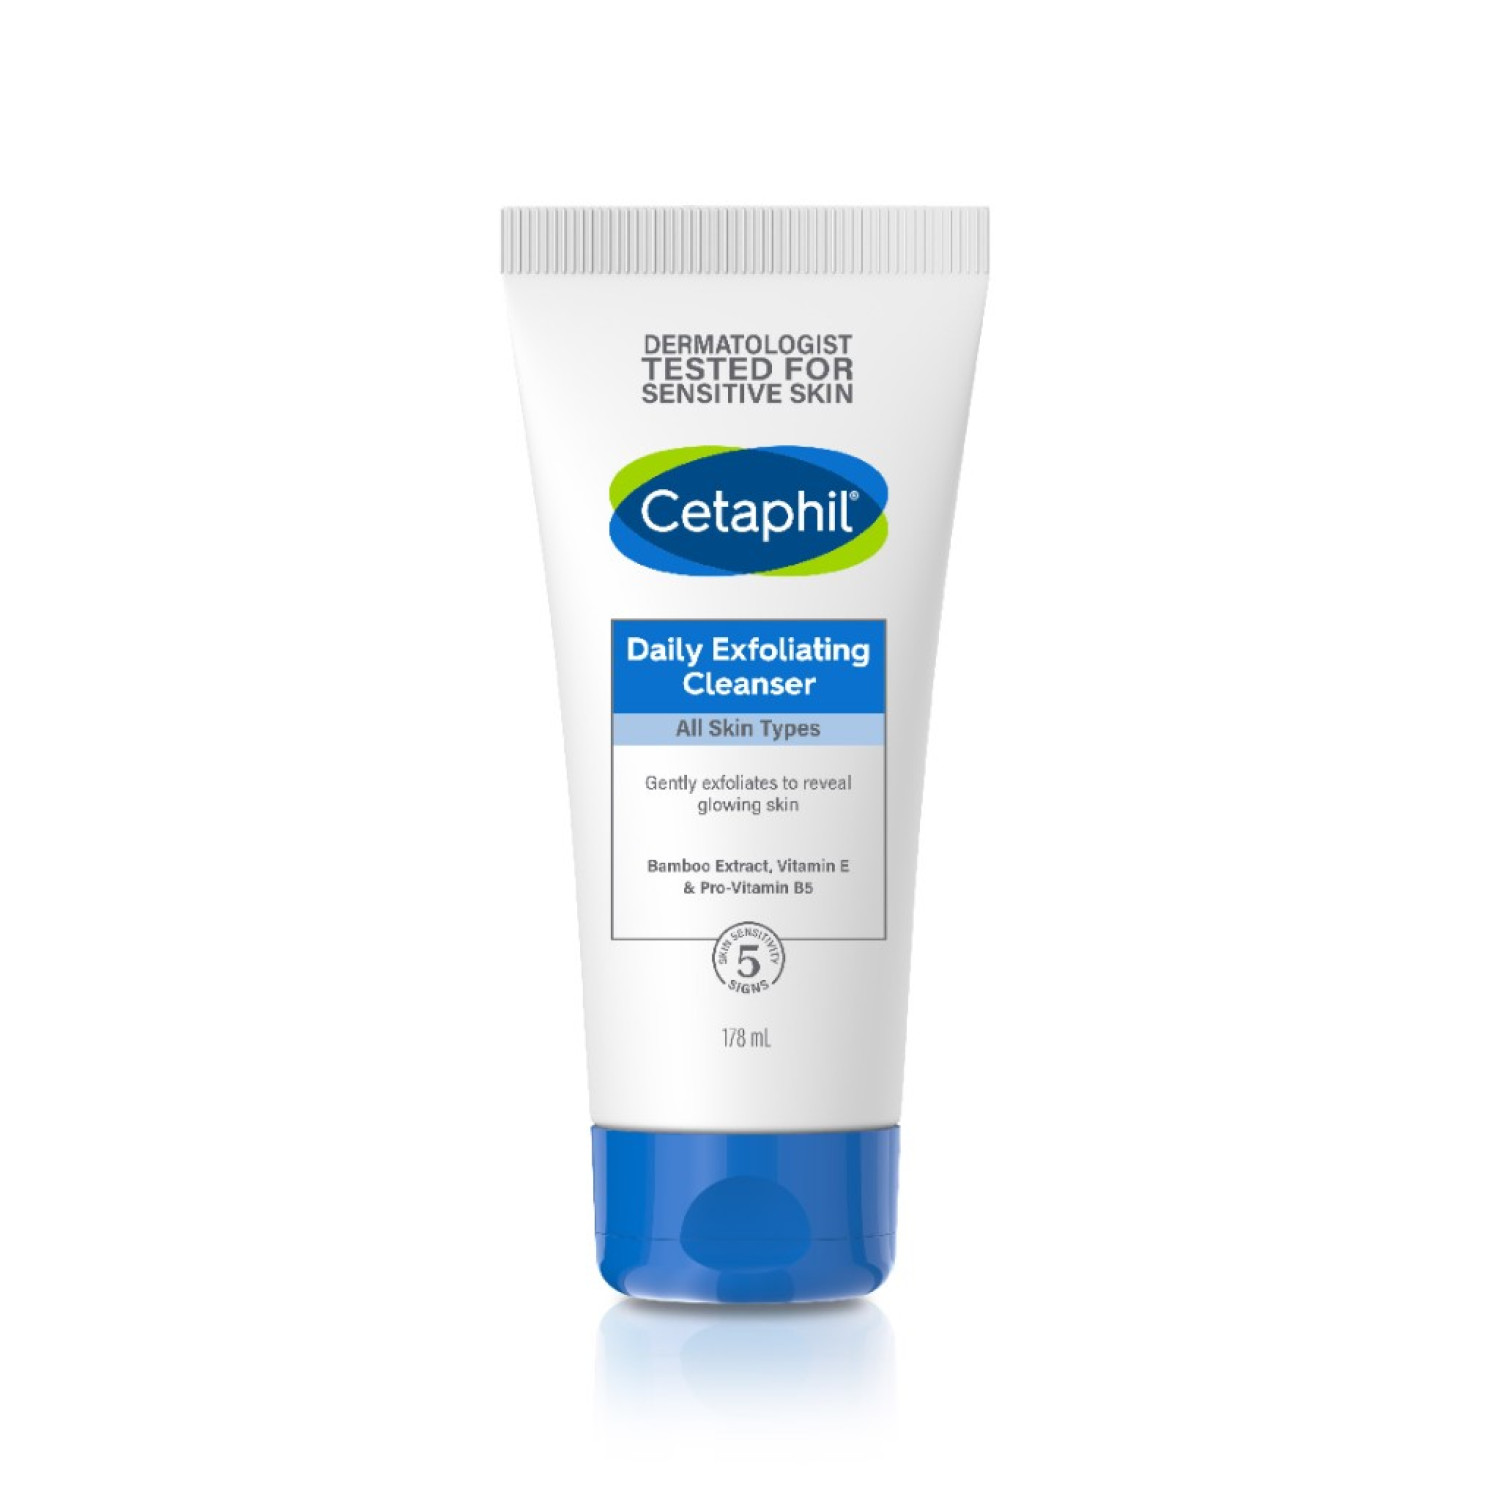 DERMATOLOGIST
TESTED FOR
SENSITIVE SKIN
Cetaphil®
Daily Exfoliating
Cleanser
All Skin Types
Gently exfoliates to reveal
glowing skin
Bamboo Extract, Vitamin E
& Pro-Vitamin B5
SKIN SENSITIVITY
5
SIGNS
178 mL